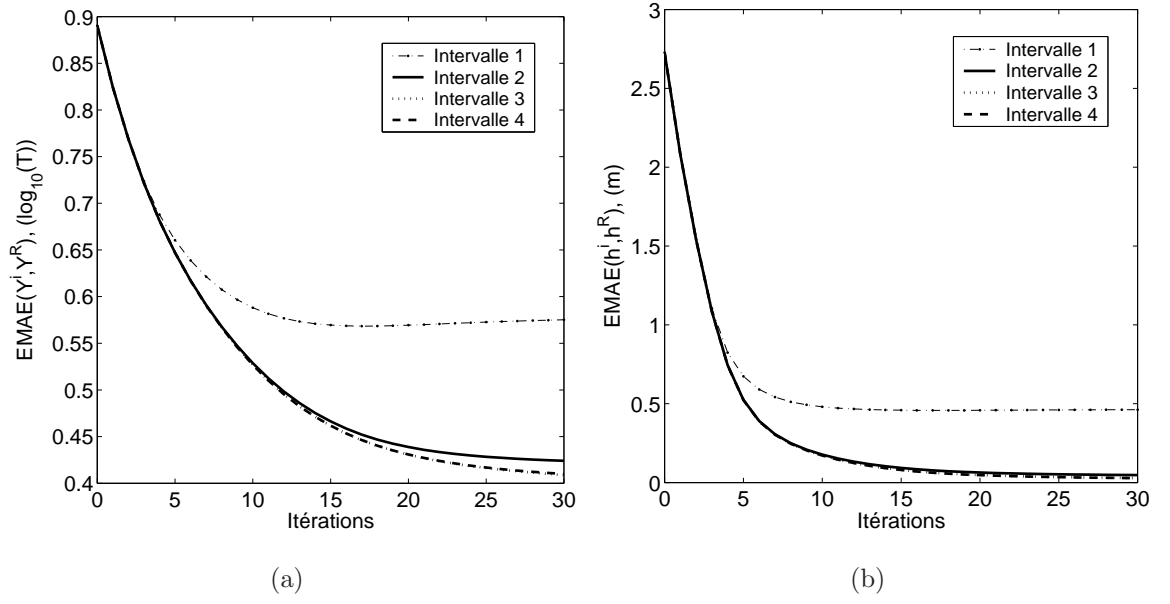 0.9
0.85
0.8
0.75
0.7
0.65
0.6
0.55
0.5
0.45
0.4
EMAE(Y^i,Y^R), (log_10(T))
Intervalle 1
Intervalle 2
Intervalle 3
Intervalle 4
0 5 10 15 20 25 30
Itérations
(a)
3
2.5
2
1.5
1
0.5
0
EMAE(h^i,h^R), (m)
Intervalle 1
Intervalle 2
Intervalle 3
Intervalle 4
0 5 10 15 20 25 30
Itérations
(b)